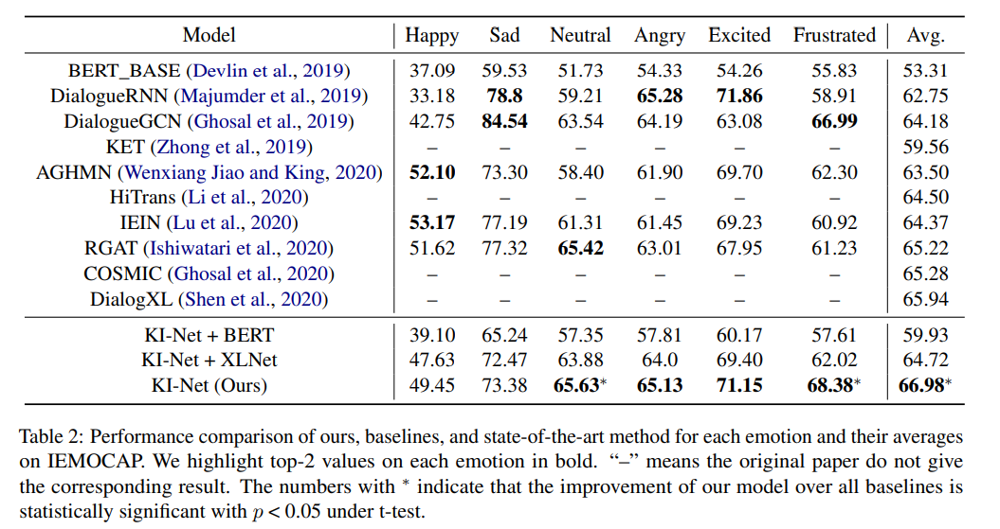 Model Happy Sad Neutral Angry Excited Frustrated Avg.
BERT_BASE (Devlin et al., 2019) 37.09 59.53 51.73 54.33 54.26 55.83 53.31
DialogueRNN (Majumder et al., 2019) 33.18 78.8 59.21 65.28 71.86 58.91 62.75
DialogueGCN (Ghosal et al., 2019) 42.75 84.54 63.54 64.19 63.08 66.99 64.18
KET (Zhong et al., 2019) – – – – – – 59.56
AGHMN (Wenxiang Jiao and King, 2020) 52.10 73.30 58.40 61.90 69.70 62.30 63.50
HiTrans (Li et al., 2020) – – – – – – 64.50
IEIN (Lu et al., 2020) 53.17 77.19 61.31 61.45 69.23 60.92 64.37
RGAT (Ishiwatari et al., 2020) 51.62 77.32 65.42 63.01 67.95 61.23 65.22
COSMIC (Ghosal et al., 2020) – – – – – – 65.28
DialogXL (Shen et al., 2020) – – – – – – 65.94
KI-Net + BERT 39.10 65.24 57.35 57.81 60.17 57.61 59.93
KI-Net + XLNet 47.63 72.47 63.88 64.0 69.40 62.02 64.72
KI-Net (Ours) 49.45 73.38 65.63* 65.13 71.15 68.38* 66.98*
Table 2: Performance comparison of ours, baselines, and state-of-the-art method for each emotion and their averages
on IEMOCAP. We highlight top-2 values on each emotion in bold. “–” means the original paper do not give
the corresponding result. The numbers with * indicate that the improvement of our model over all baselines is
statistically significant with p < 0.05 under t-test.